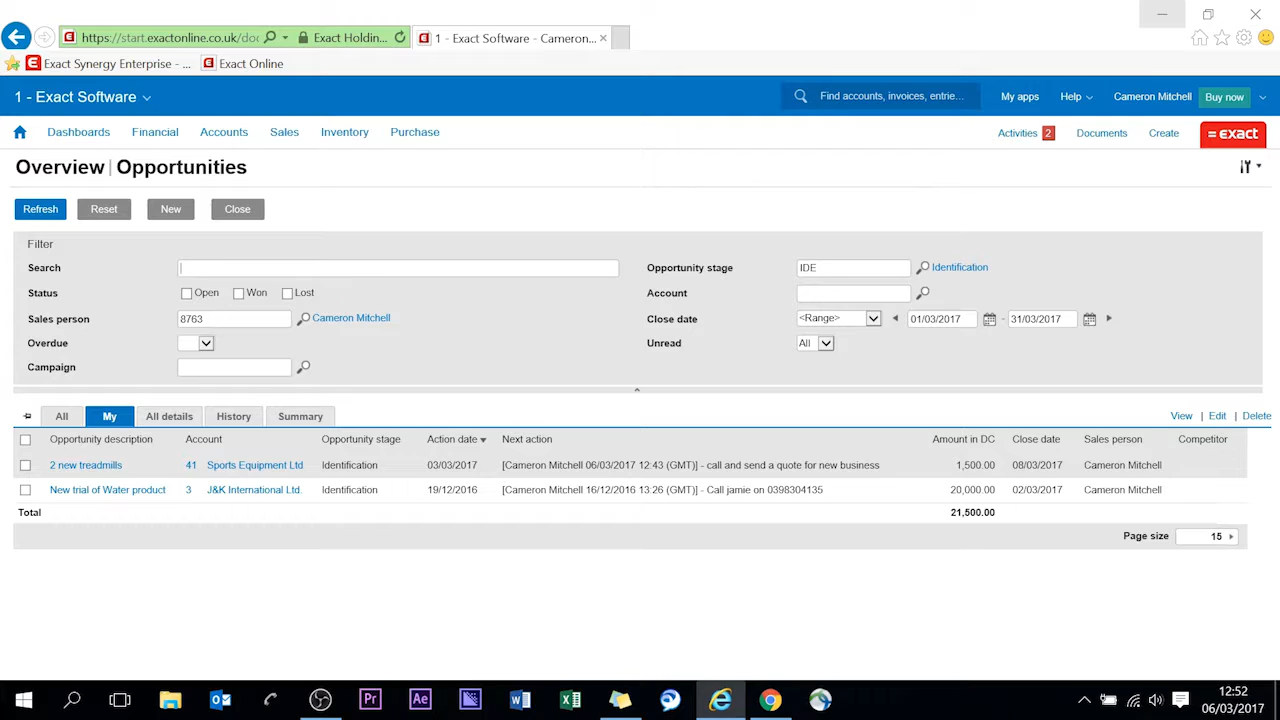 https://start.exactonline.co.uk/doc
Exact Holdin...
1 - Exact Software - Cameron...
Exact Synergy Enterprise - ...
Exact Online
1 - Exact Software
Find accounts, invoices, entrie...
My apps
Help
Cameron Mitchell
Buy now
Dashboards
Financial
Accounts
Sales
Inventory
Purchase
Activities 2
Documents
Create
= exact
Overview | Opportunities
Refresh
Reset
New
Close
Filter
Search
Opportunity stage IDE Identification
Status Open Won Lost
Account
Sales person 8763 Cameron Mitchell
Close date <Range> 01/03/2017 - 31/03/2017
Overdue
Unread All
Campaign
All
My
All details
History
Summary
View | Edit | Delete
Opportunity description Account Opportunity stage Action date Next action Amount in DC Close date Sales person Competitor
2 new treadmills 41 Sports Equipment Ltd Identification 03/03/2017 [Cameron Mitchell 06/03/2017 12:43 (GMT)] - call and send a quote for new business 1,500.00 08/03/2017 Cameron Mitchell
New trial of Water product 3 J&K International Ltd. Identification 19/12/2016 [Cameron Mitchell 16/12/2016 13:26 (GMT)] - Call jamie on 0398304135 20,000.00 02/03/2017 Cameron Mitchell
Total 21,500.00
Page size 15
Pr
Ae
12:52
06/03/2017